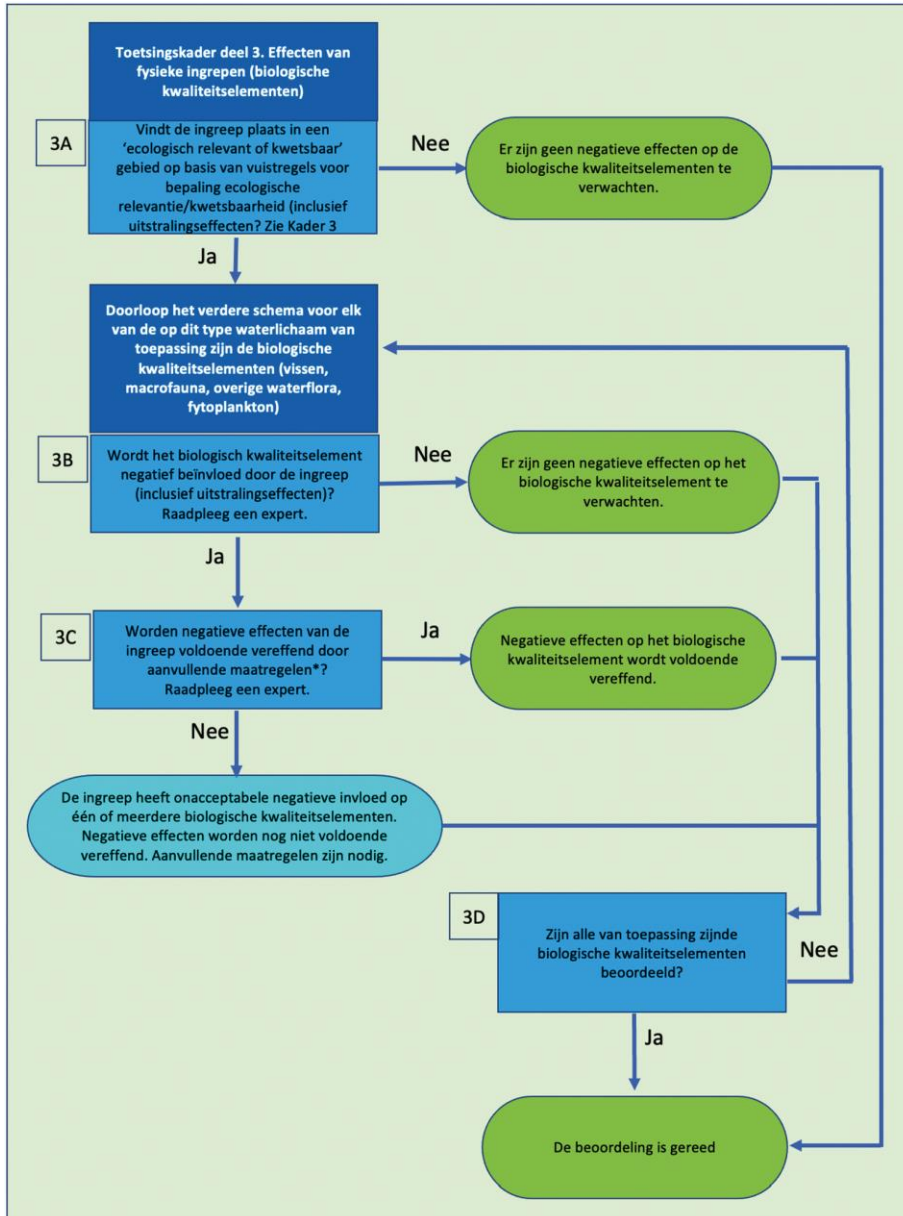 Toetsingskader deel 3. Effecten van
fysieke ingrepen (biologische
kwaliteitselementen)
3A
Vindt de ingreep plaats in een
‘ecologisch relevant of kwetsbaar’
gebied op basis van vuistregels voor
bepaling ecologische
relevantie/kwetsbaarheid (inclusief
uitstralingseffecten? Zie Kader 3
Nee
Er zijn geen negatieve effecten op de
biologische kwaliteitselementen te
verwachten.
Ja
Doorloop het verdere schema voor elk
van de op dit type waterlichaam van
toepassing zijn de biologische
kwaliteitselementen (vissen,
macrofauna, overige waterflora,
fytoplankton)
3B
Wordt het biologisch kwaliteitselement
negatief beïnvloed door de ingreep
(inclusief uitstralingseffecten)?
Raadpleeg een expert.
Nee
Er zijn geen negatieve effecten op het
biologische kwaliteitselement te
verwachten.
Ja
3C
Worden negatieve effecten van de
ingreep voldoende vereffend door
aanvullende maatregelen*?
Raadpleeg een expert.
Ja
Negatieve effecten op het biologische
kwaliteitselement wordt voldoende
vereffend.
Nee
De ingreep heeft onacceptabele negatieve invloed op
één of meerdere biologische kwaliteitselementen.
Negatieve effecten worden nog niet voldoende
vereffend. Aanvullende maatregelen zijn nodig.
3D
Zijn alle van toepassing zijnde
biologische kwaliteitselementen
beoordeeld?
Nee
Ja
De beoordeling is gereed